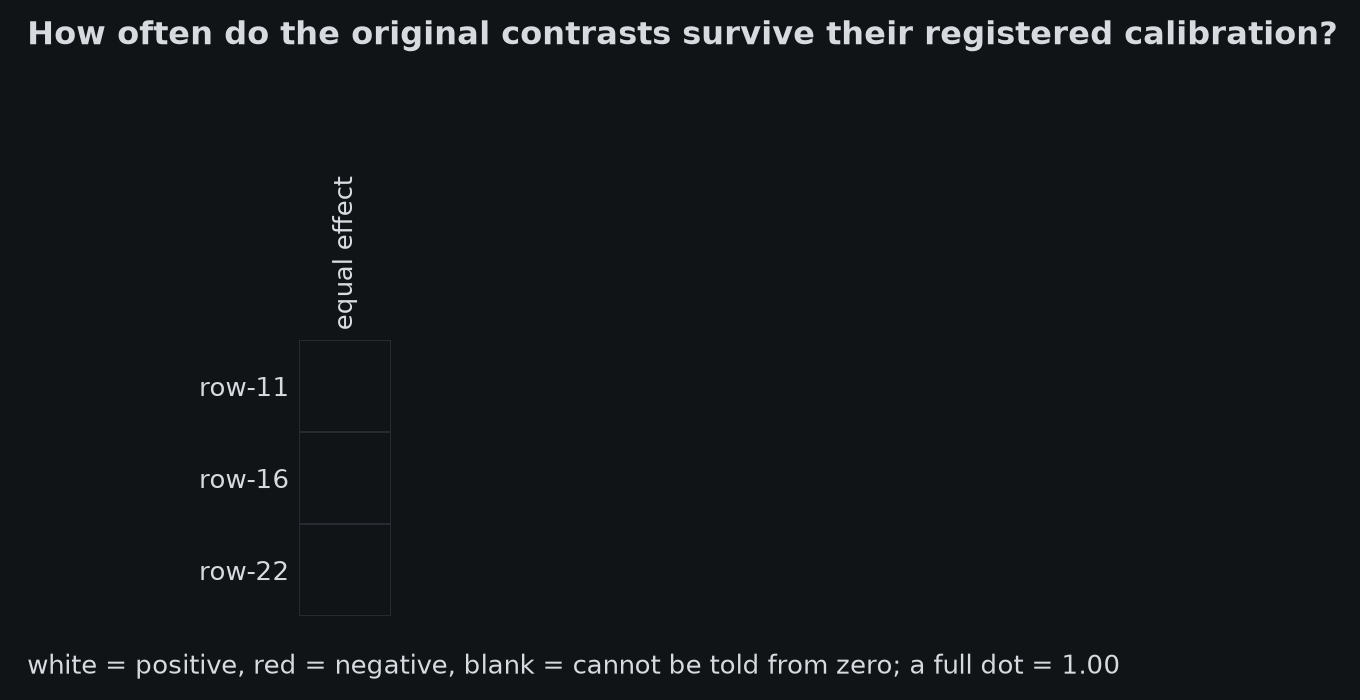 How often do the original contrasts survive their registered calibration?
equal effect
row-11
row-16
row-22
white = positive, red = negative, blank = cannot be told from zero; a full dot = 1.00